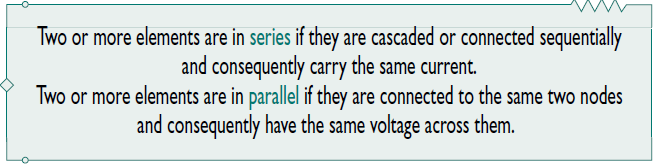 Two or more elements are in series if they are cascaded or connected sequentially
and consequently carry the same current.
Two or more elements are in parallel if they are connected to the same two nodes
and consequently have the same voltage across them.